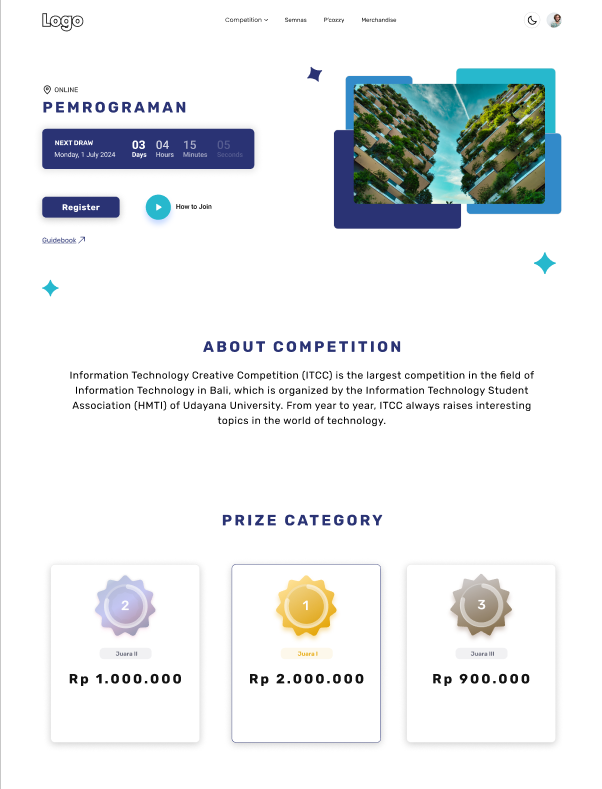 Logo
Competition Semnas P'cozzy Merchandise
ONLINE
PEMROGRAMAN
NEXT DRAW
Monday, 1 July 2024
03 04 15 05
Days Hours Minutes Seconds
Register
How to Join
Guidebook
ABOUT COMPETITION
Information Technology Creative Competition (ITCC) is the largest competition in the field of
Information Technology in Bali, which is organized by the Information Technology Student
Association (HMTI) of Udayana University. From year to year, ITCC always raises interesting
topics in the world of technology.
PRIZE CATEGORY
2
Juara II
Rp 1.000.000
1
Juara I
Rp 2.000.000
3
Juara III
Rp 900.000